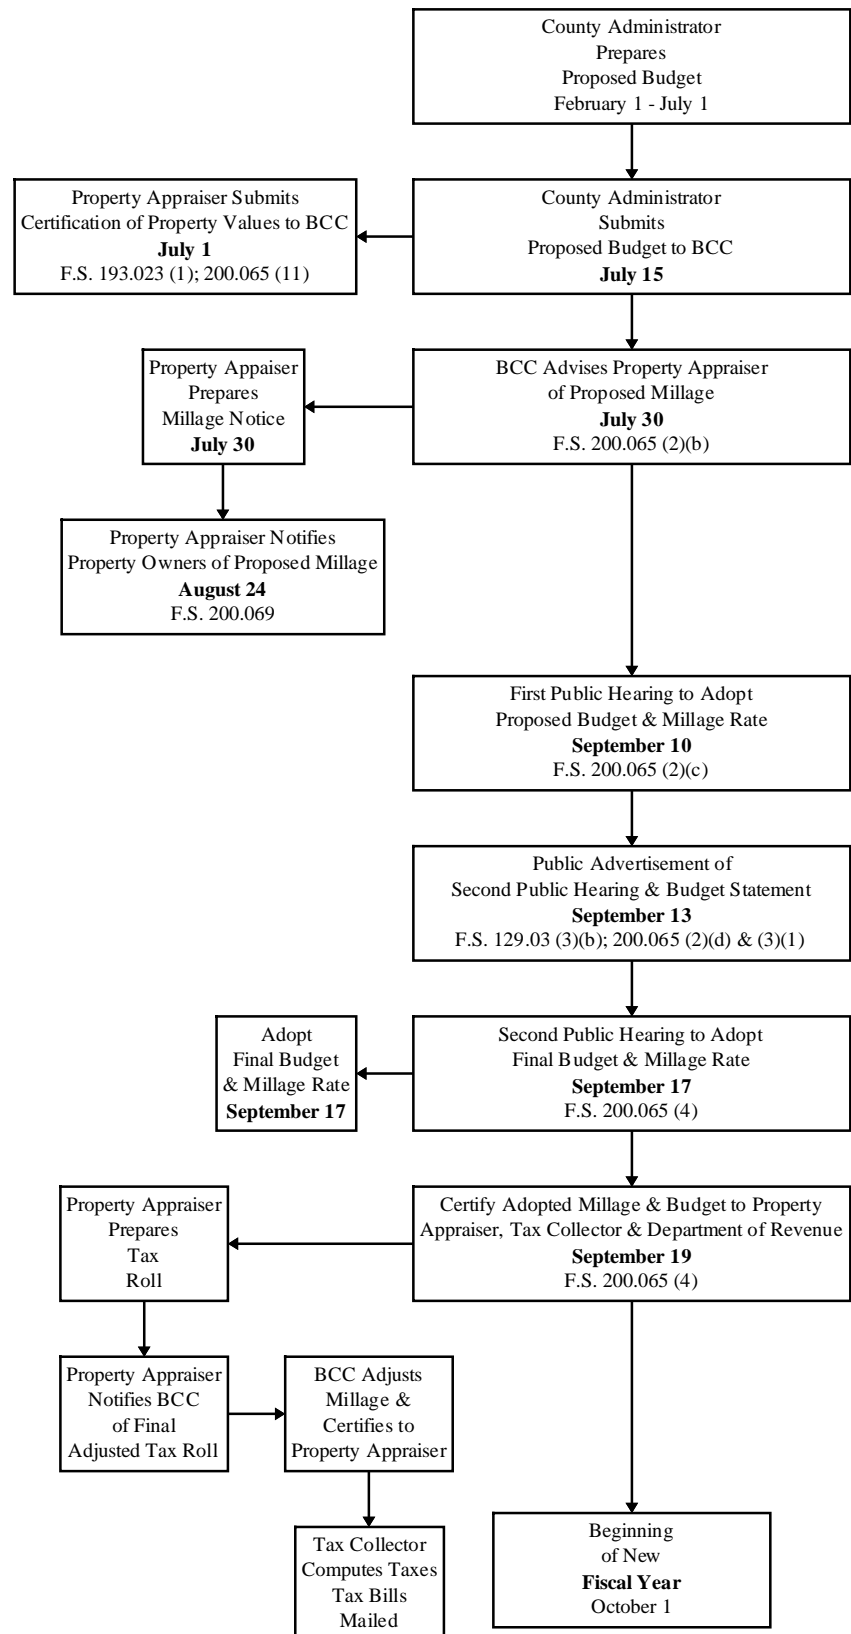 County Administrator
Prepares
Proposed Budget
February 1 - July 1
Property Appraiser Submits
Certification of Property Values to BCC
July 1
F.S. 193.023 (1); 200.065 (11)
County Administrator
Submits
Proposed Budget to BCC
July 15
Property Appaiser
Prepares
Millage Notice
July 30
BCC Advises Property Appraiser
of Proposed Millage
July 30
F.S. 200.065 (2)(b)
Property Appraiser Notifies
Property Owners of Proposed Millage
August 24
F.S. 200.069
First Public Hearing to Adopt
Proposed Budget & Millage Rate
September 10
F.S. 200.065 (2)(c)
Public Advertisement of
Second Public Hearing & Budget Statement
September 13
F.S. 129.03 (3)(b); 200.065 (2)(d) & (3)(1)
Adopt
Final Budget
& Millage Rate
September 17
Second Public Hearing to Adopt
Final Budget & Millage Rate
September 17
F.S. 200.065 (4)
Property Appraiser
Prepares
Tax
Roll
Certify Adopted Millage & Budget to Property
Appraiser, Tax Collector & Department of Revenue
September 19
F.S. 200.065 (4)
Property Appraiser
Notifies BCC
of Final
Adjusted Tax Roll
BCC Adjusts
Millage &
Certifies to
Property Appraiser
Tax Collector
Computes Taxes
Tax Bills
Mailed
Beginning
of New
Fiscal Year
October 1